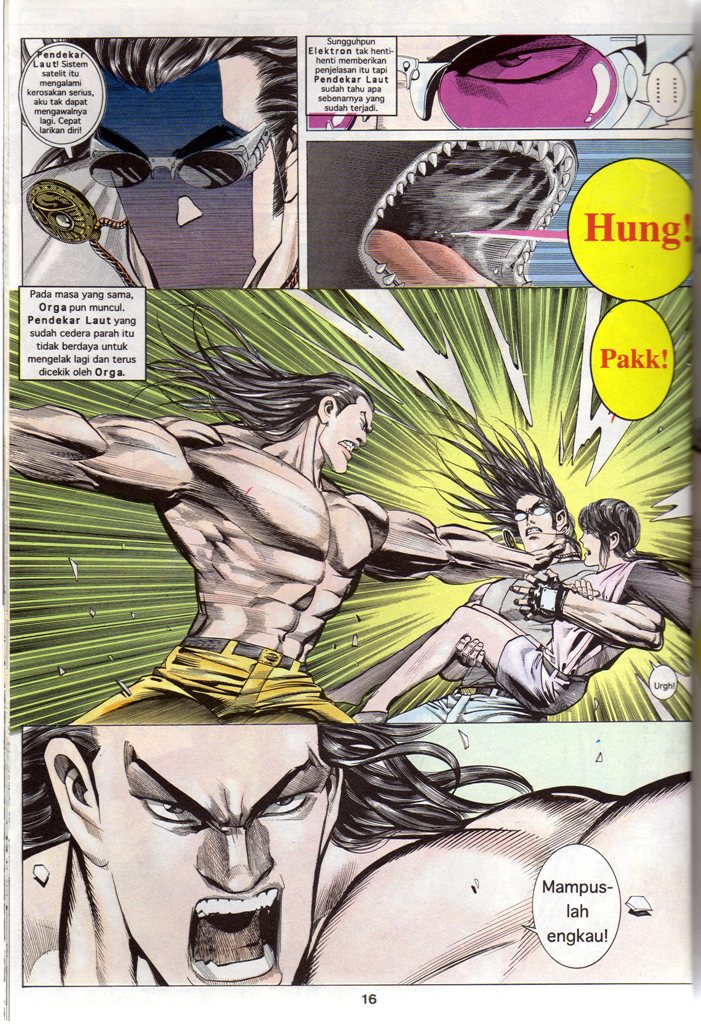 Pendekar
Laut! Sistem
satelit itu
mengalami
kerosakan serius,
aku tak dapat
mengawalnya
lagi. Cepat
larikan diri!
Sungguhpun
Elektron tak henti-
henti memberikan
penjelasan itu tapi
Pendekar Laut
sudah tahu apa
sebenarnya yang
sudah terjadi.
......
Hung!
Pada masa yang sama,
Orga pun muncul.
Pendekar Laut yang
sudah cedera parah itu
tidak berdaya untuk
mengelak lagi dan terus
dicekik oleh Orga.
Pakk!
Urgh!
Mampus-
lah
engkau!
16